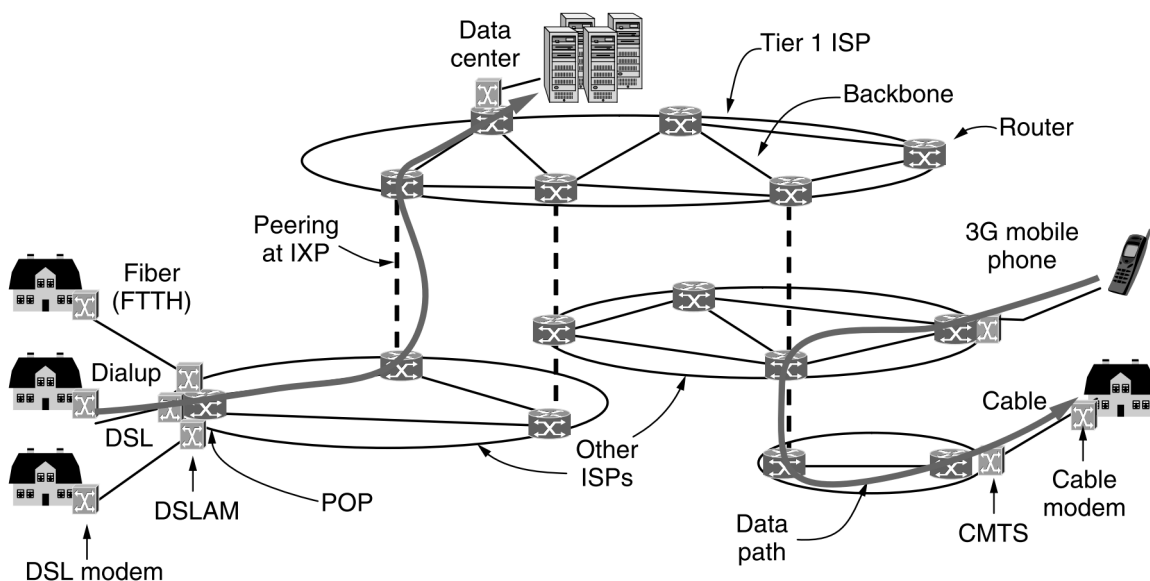 Data
center
Tier 1 ISP
Backbone
Router
Peering
at IXP
3G mobile
phone
Fiber
(FTTH)
Dialup
DSL
Cable
Other
ISPs
POP
DSLAM
DSL modem
Data
path
CMTS
Cable
modem